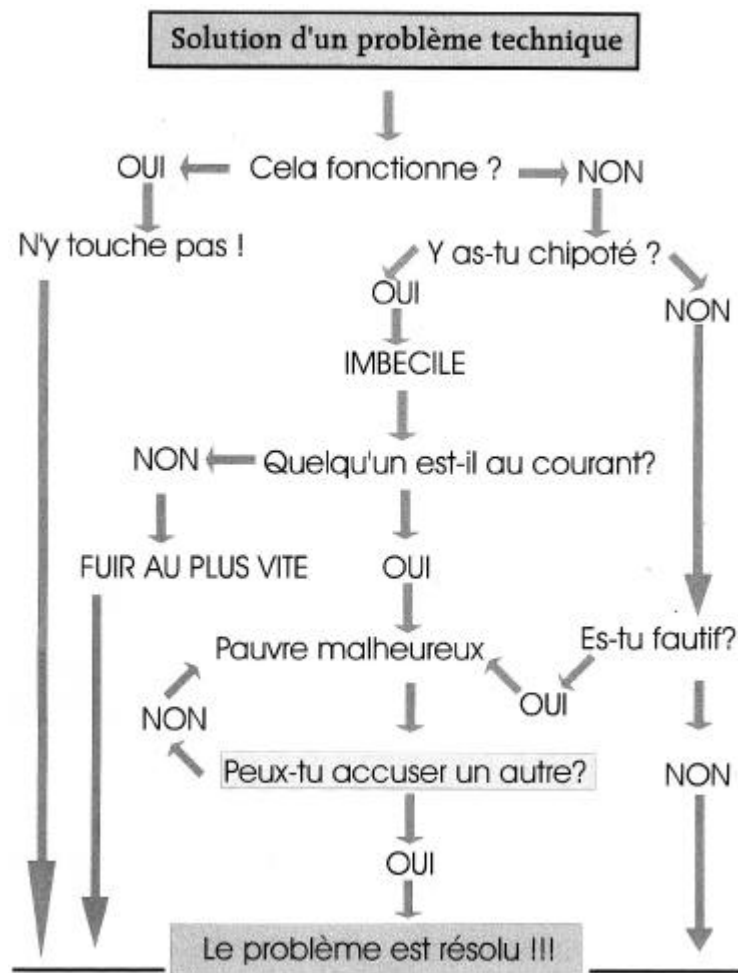 Solution d'un problème technique
OUI Cela fonctionne ? NON
N'y touche pas !
Y as-tu chipoté ?
OUI
NON
IMBECILE
NON Quelqu'un est-il au courant?
FUIR AU PLUS VITE
OUI
Pauvre malheureux
Es-tu fautif?
OUI
NON
Peux-tu accuser un autre?
NON
OUI
Le problème est résolu !!!